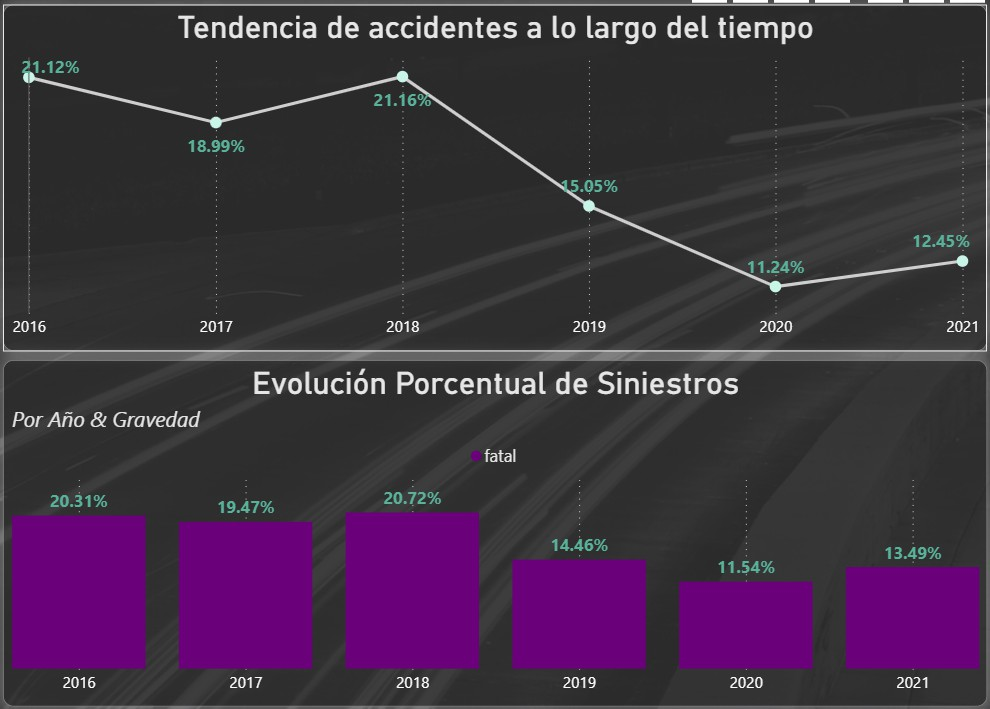 Tendencia de accidentes a lo largo del tiempo
21.12%
18.99%
21.16%
15.05%
11.24%
12.45%
2016 2017 2018 2019 2020 2021
Evolución Porcentual de Siniestros
Por Año & Gravedad
fatal
20.31% 19.47% 20.72% 14.46% 11.54% 13.49%
2016 2017 2018 2019 2020 2021